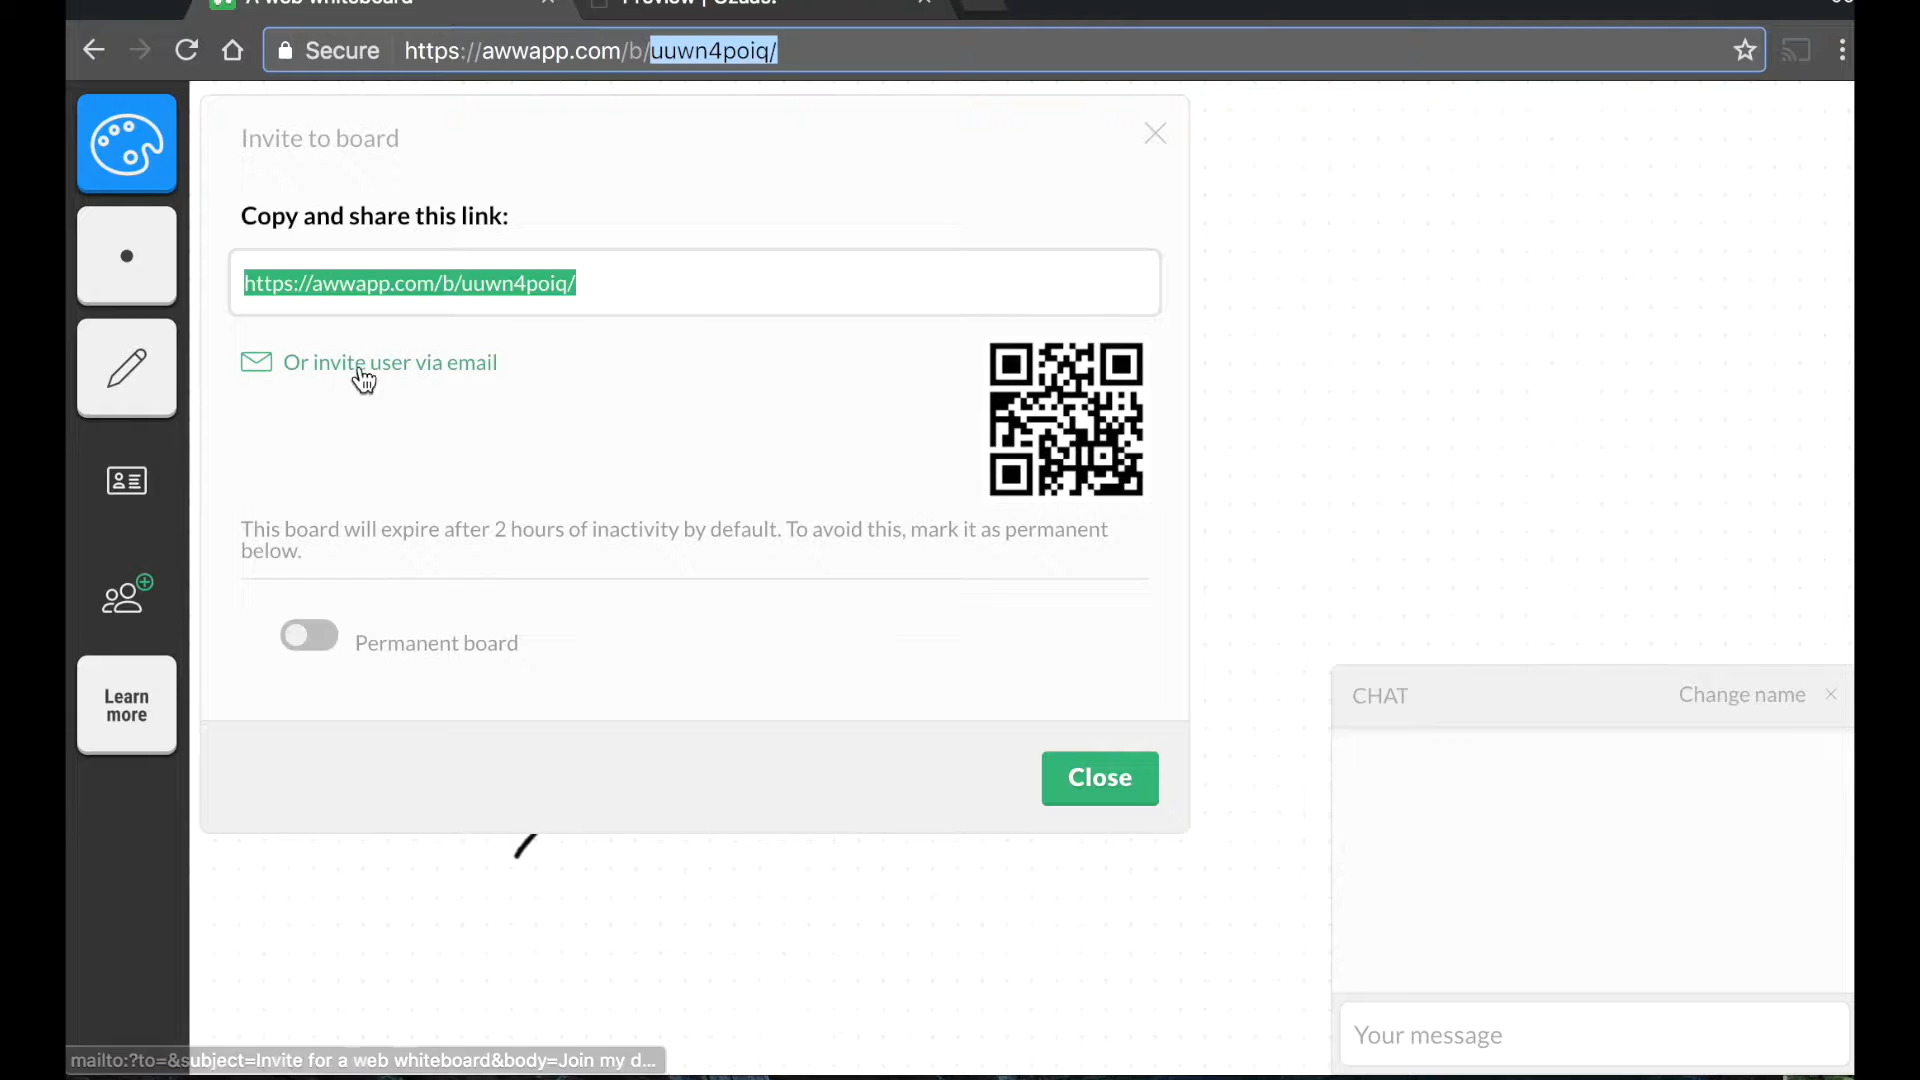 A web whiteboard
Preview |
Secure https://awwapp.com/b/uuwn4poiq/
Invite to board
Copy and share this link:
https://awwapp.com/b/uuwn4poiq/
Or invite user via email
This board will expire after 2 hours of inactivity by default. To avoid this, mark it as permanent
below.
Permanent board
Learn
more
Close
CHAT Change name
Your message
mailto:?to=&subject=Invite for a web whiteboard&body=Join my d...